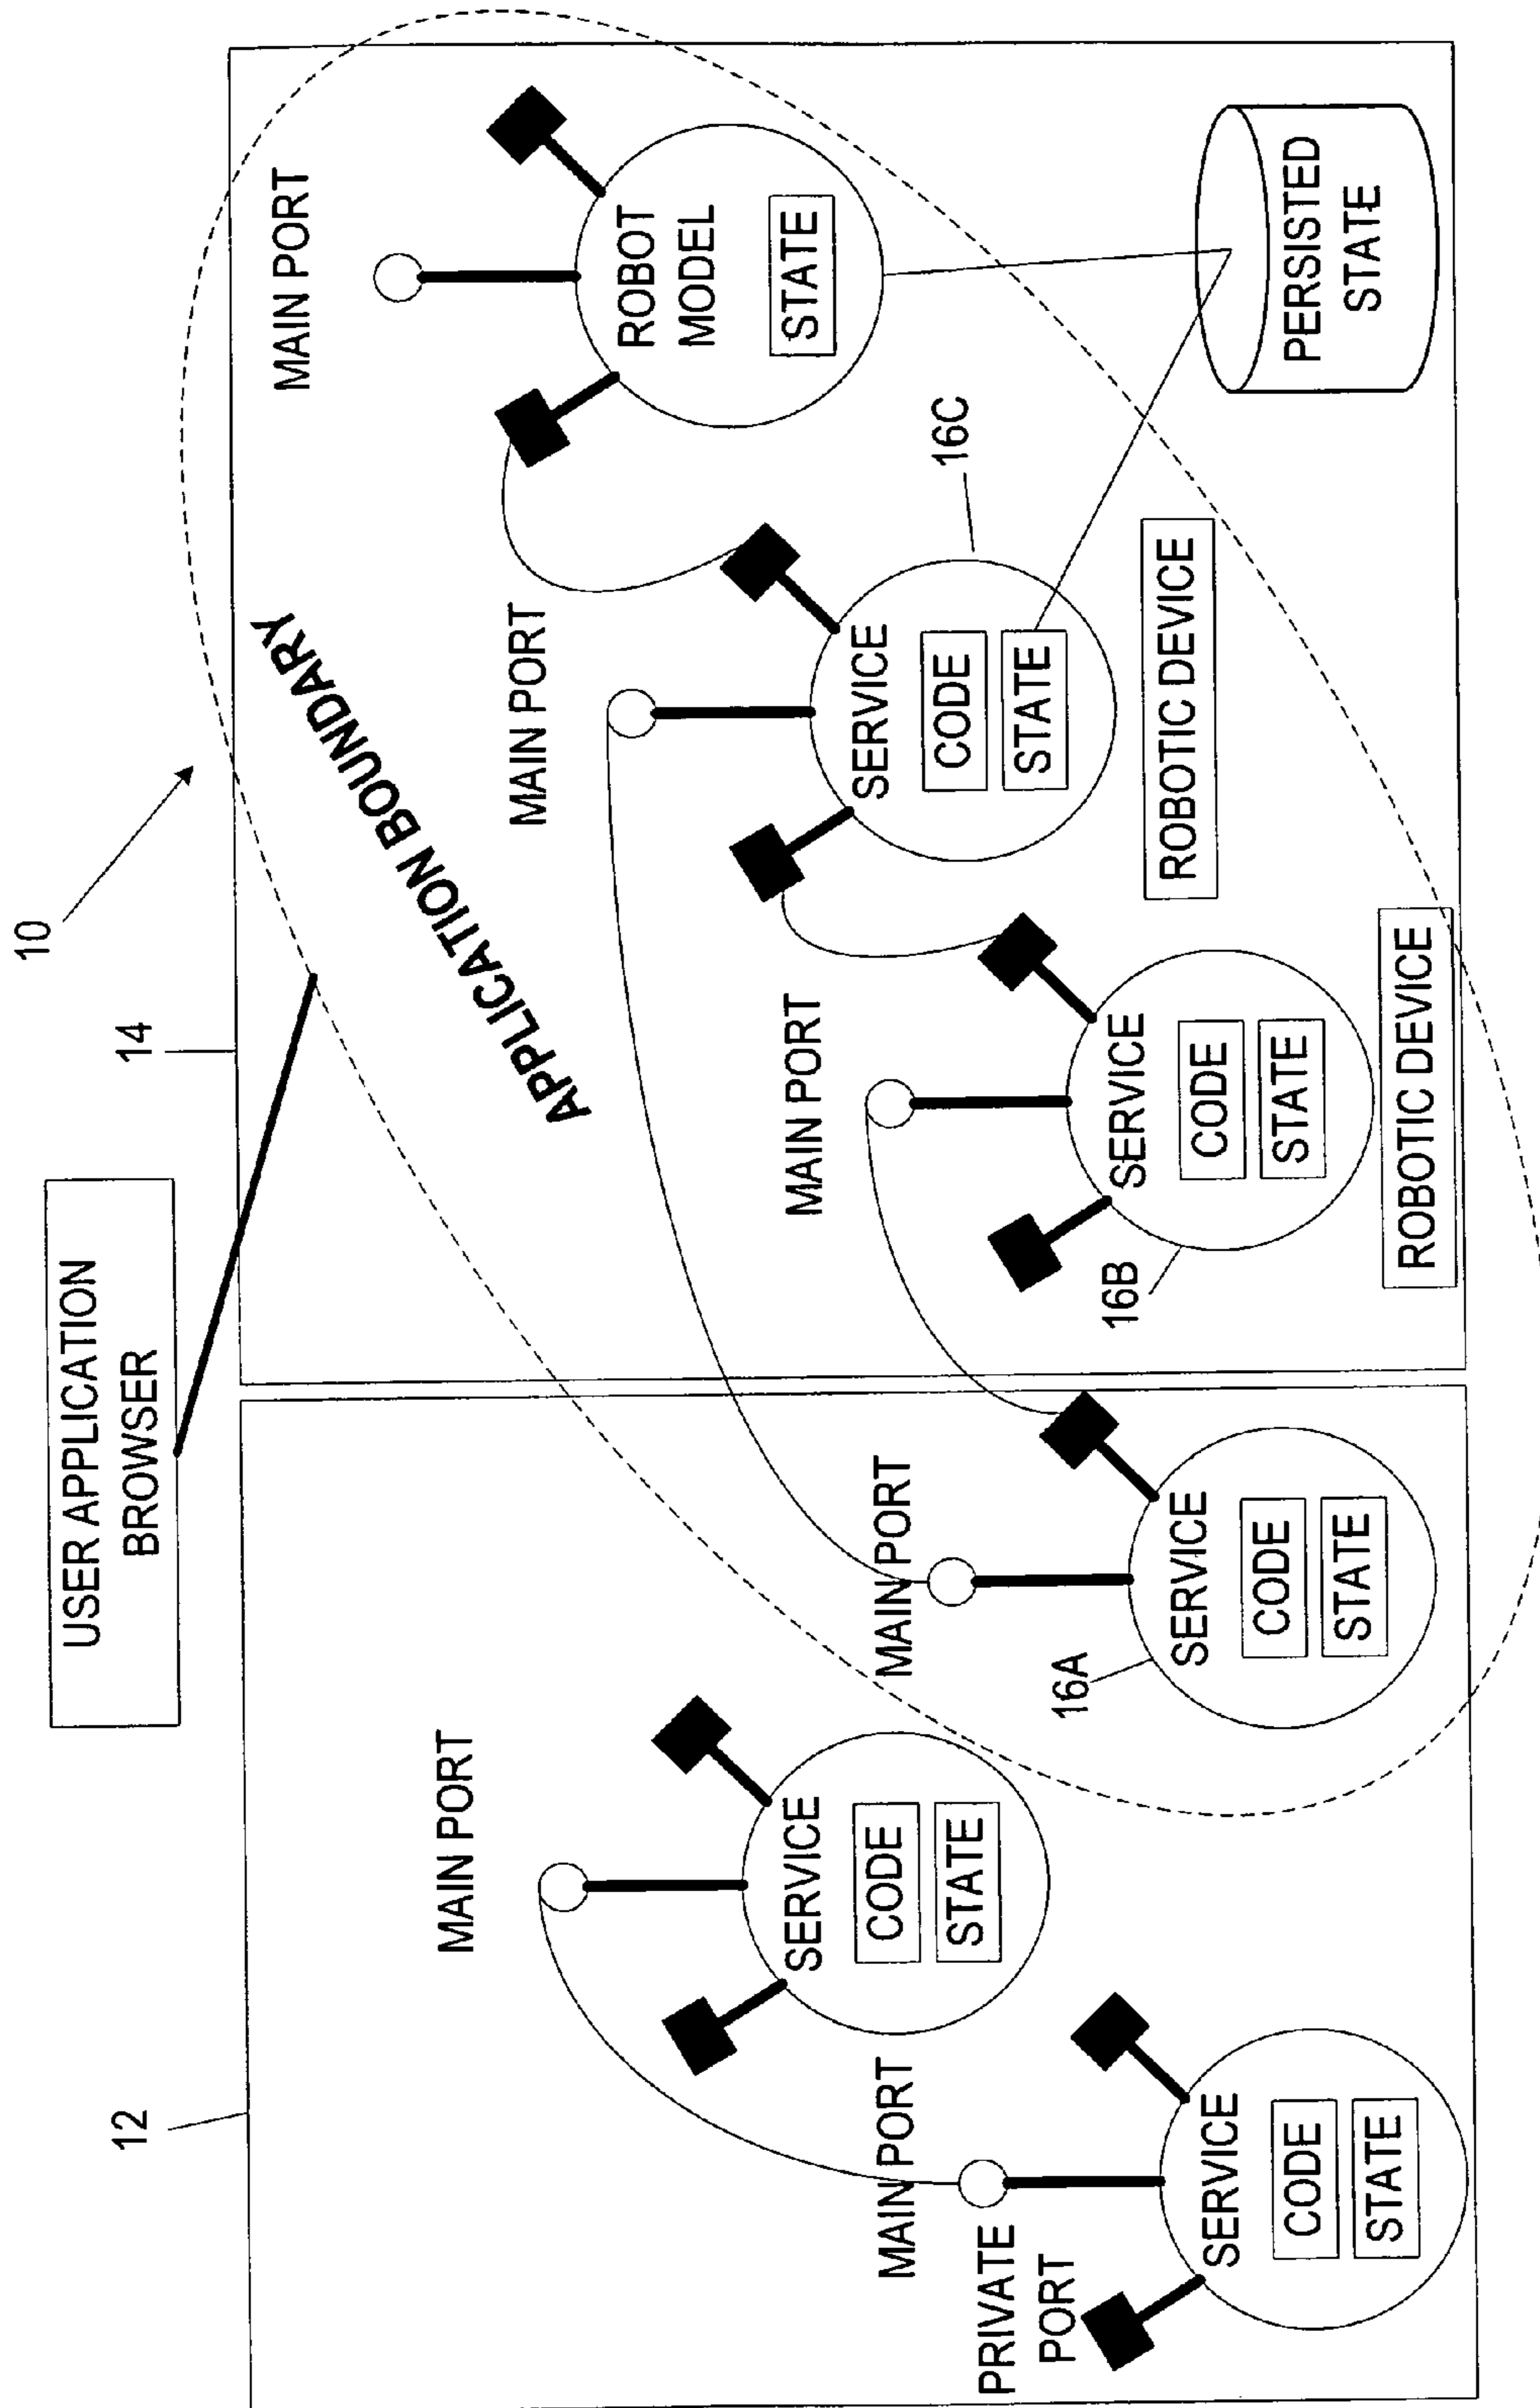 10
USER APPLICATION
BROWSER
12
14
APPLICATION BOUNDARY
MAIN PORT
ROBOT
MODEL
STATE
MAIN PORT
SERVICE
CODE
STATE
16C
ROBOTIC DEVICE
MAIN PORT
SERVICE
CODE
STATE
16B
ROBOTIC DEVICE
PERSISTED
STATE
MAIN PORT
SERVICE
CODE
STATE
16A
MAIN PORT
SERVICE
CODE
STATE
MAIN PORT
PRIVATE
PORT
SERVICE
CODE
STATE